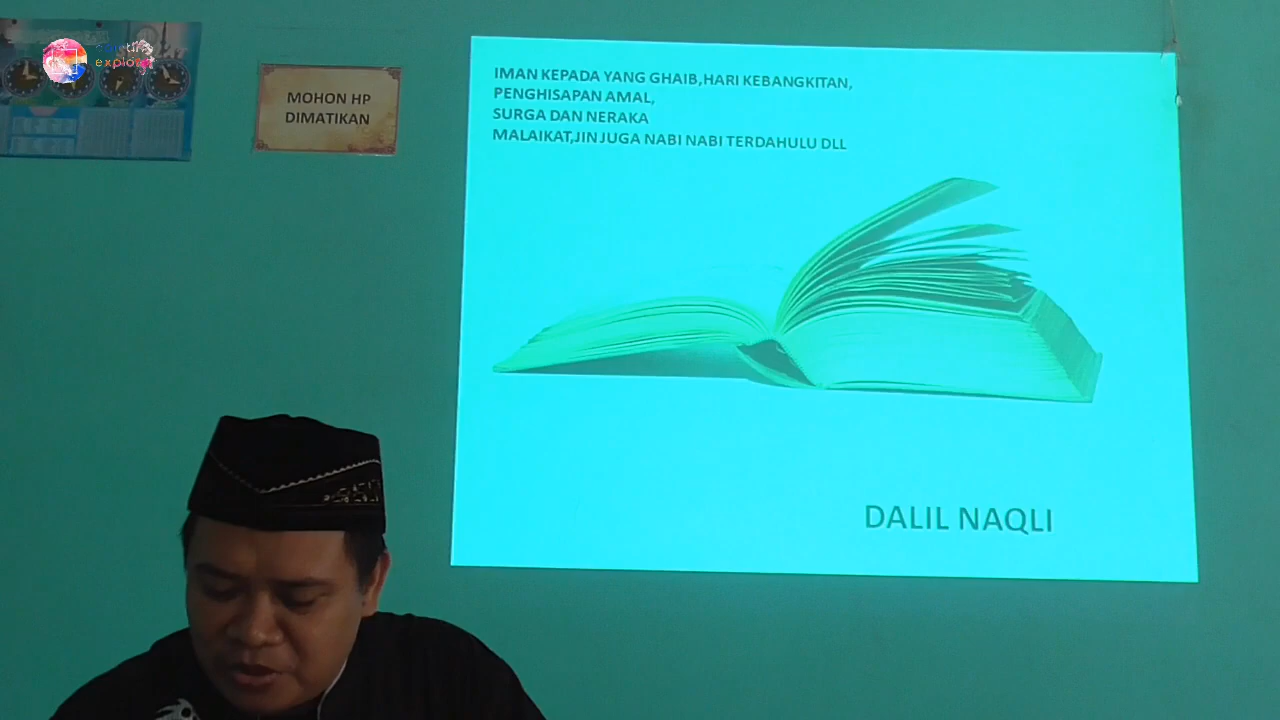 explore
MOHON HP
DIMATIKAN
IMAN KEPADA YANG GHAIB,HARI KEBANGKITAN,
PENGHISAPAN AMAL,
SURGA DAN NERAKA
MALAIKAT,JIN JUGA NABI NABI TERDAHULU DLL
DALIL NAQLI